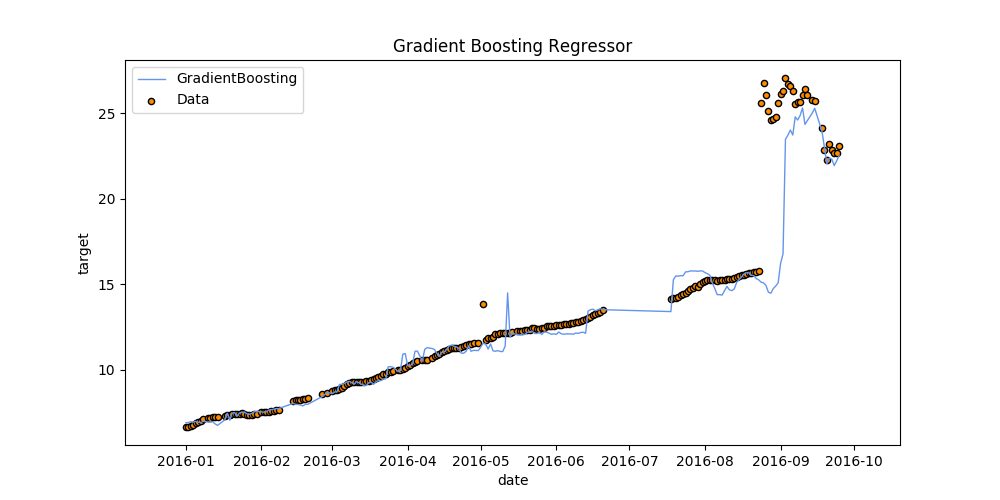 Gradient Boosting Regressor
GradientBoosting
Data
target
25
20
15
10
2016-01 2016-02 2016-03 2016-04 2016-05 2016-06 2016-07 2016-08 2016-09 2016-10
date